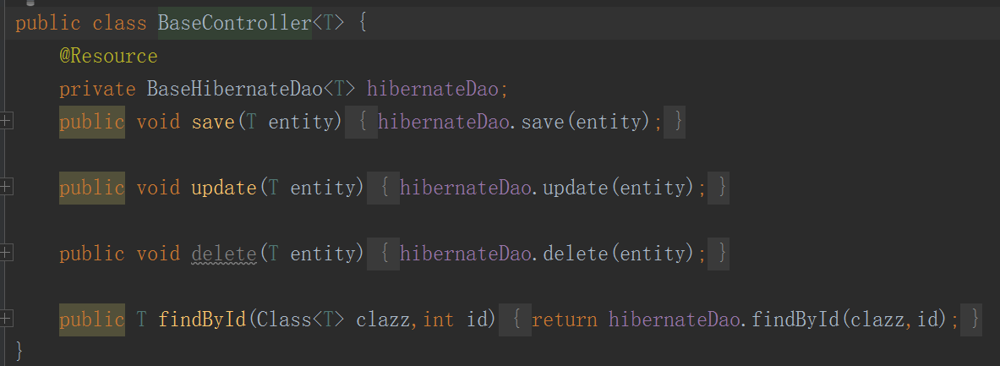 public class BaseController<T> {
@Resource
private BaseHibernateDao<T> hibernateDao;
public void save(T entity) { hibernateDao.save(entity); }
public void update(T entity) { hibernateDao.update(entity); }
public void delete(T entity) { hibernateDao.delete(entity); }
public T findById(Class<T> clazz,int id) { return hibernateDao.findById(clazz,id); }
}